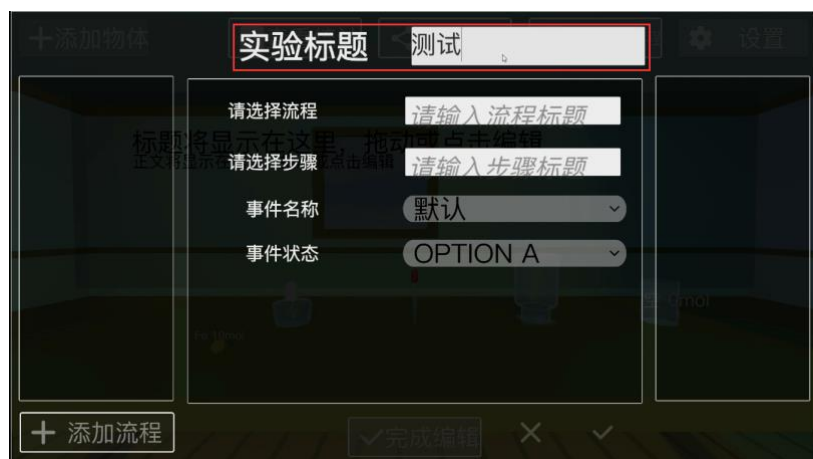 +添加物体
设置
实验标题 测试
请选择流程 请输入流程标题
标题将显示在这里，拖动或点击编辑
请选择步骤 请输入步骤标题
事件名称 默认
事件状态 OPTION A
+ 添加流程
完成编辑